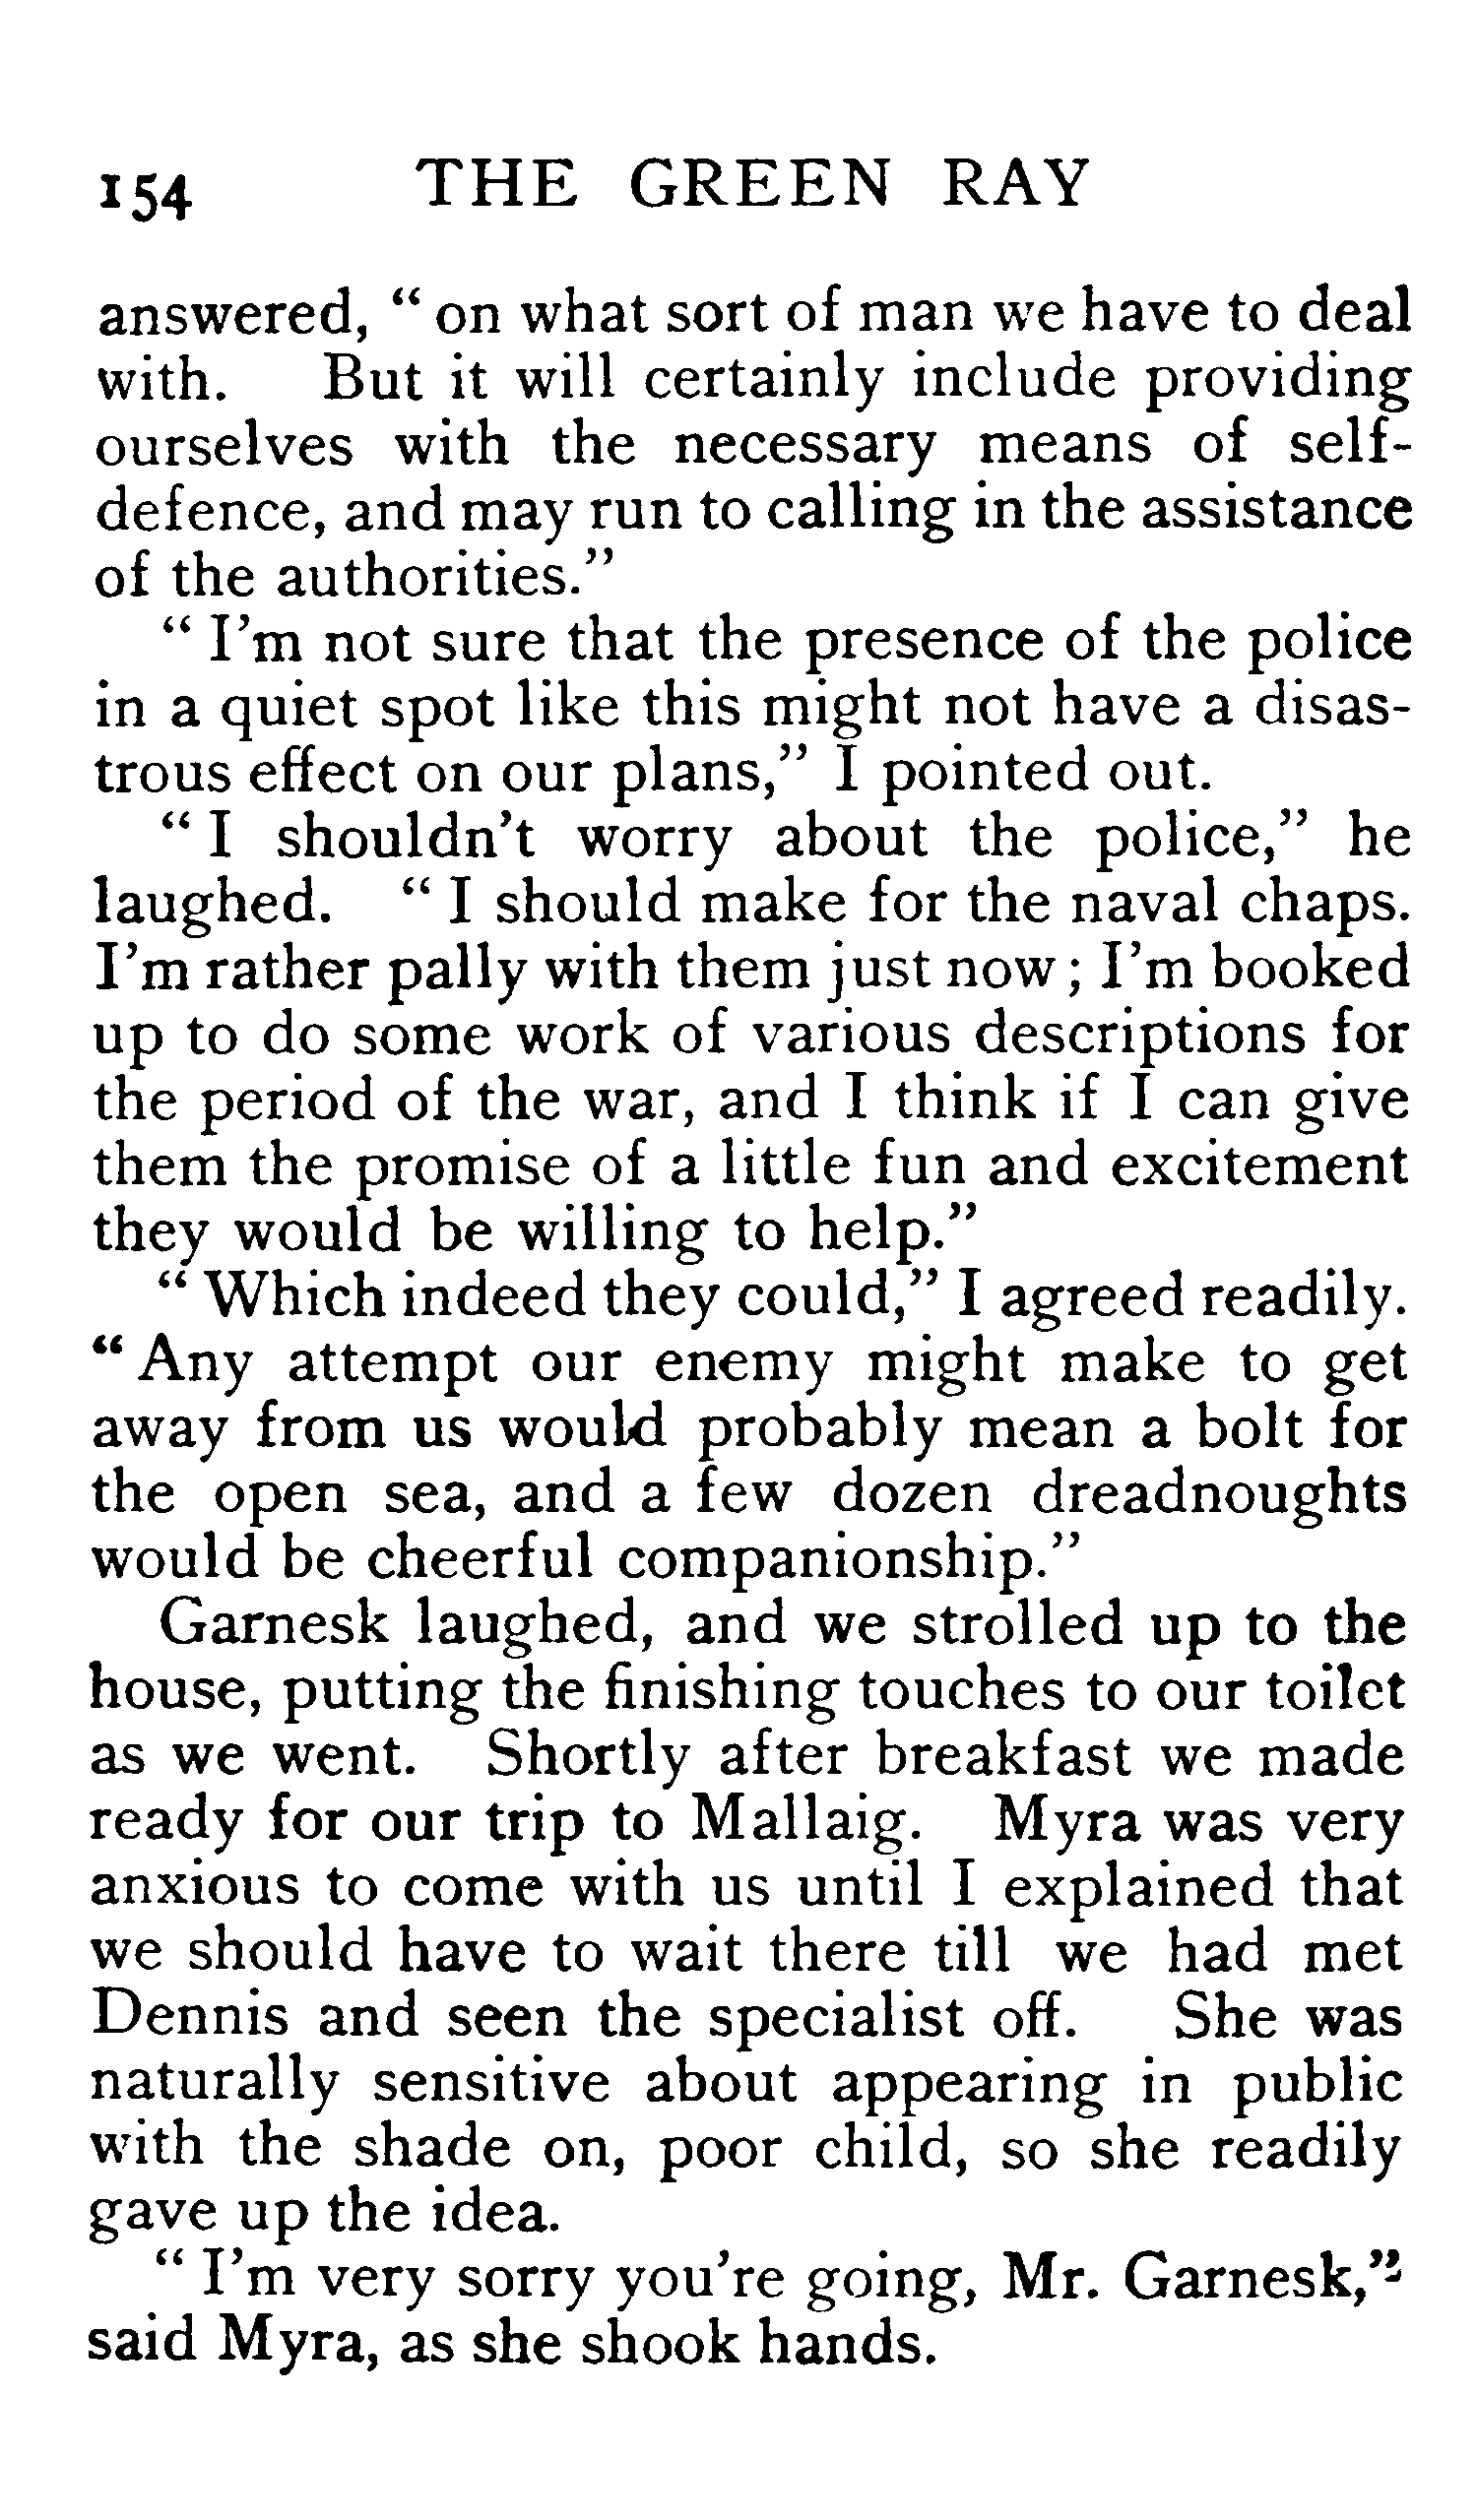 154 THE GREEN RAY
answered, “ on what sort of man we have to deal
with. But it will certainly include providing
ourselves with the necessary means of self-
defence, and may run to calling in the assistance
of the authorities.”
“ I’m not sure that the presence of the police
in a quiet spot like this might not have a disas-
trous effect on our plans,” I pointed out.
“ I shouldn’t worry about the police,” he
laughed. “ I should make for the naval chaps.
I’m rather pally with them just now ; I’m booked
up to do some work of various descriptions for
the period of the war, and I think if I can give
them the promise of a little fun and excitement
they would be willing to help.”
“ Which indeed they could,” I agreed readily.
“ Any attempt our enemy might make to get
away from us would probably mean a bolt for
the open sea, and a few dozen dreadnoughts
would be cheerful companionship.”
Garnesk laughed, and we strolled up to the
house, putting the finishing touches to our toilet
as we went. Shortly after breakfast we made
ready for our trip to Mallaig. Myra was very
anxious to come with us until I explained that
we should have to wait there till we had met
Dennis and seen the specialist off. She was
naturally sensitive about appearing in public
with the shade on, poor child, so she readily
gave up the idea.
“ I’m very sorry you’re going, Mr. Garnesk,”
said Myra, as she shook hands.